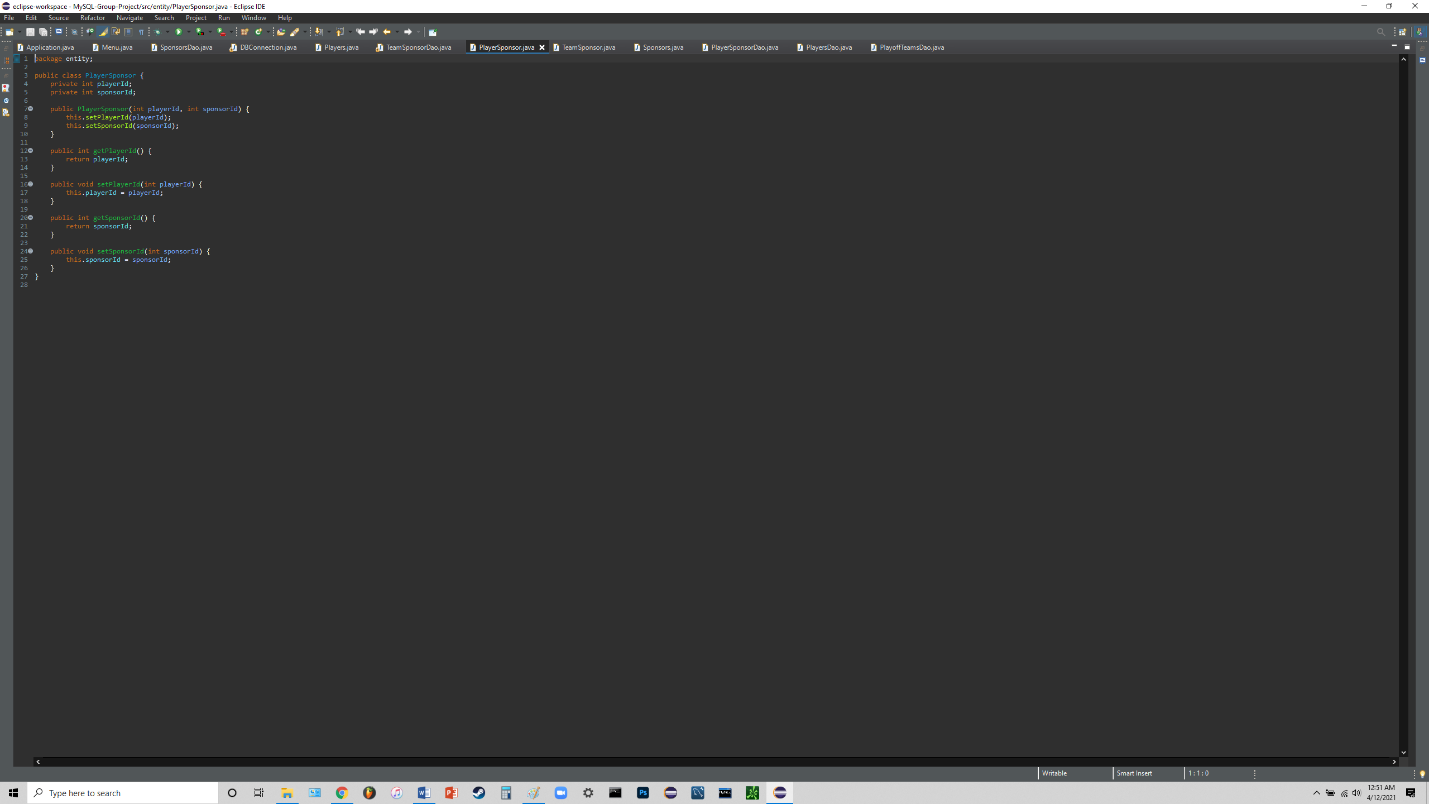 eclipse-workspace - MySQL-Group-Project/src/entity/PlayerSponsor.java - Eclipse IDE
File Edit Source Refactor Navigate Search Project Run Window Help
Application.java Menu.java SponsorsDao.java DBConnection.java Players.java TeamSponsorDao.java PlayerSponsor.java TeamSponsor.java Sponsors.java PlayerSponsorDao.java PlayersDao.java PlayoffTeamsDao.java
1 package entity;
2
3 public class PlayerSponsor {
4 private int playerId;
5 private int sponsorId;
6
7 public PlayerSponsor(int playerId, int sponsorId) {
8 this.setPlayerId(playerId);
9 this.setSponsorId(sponsorId);
10 }
11
12 public int getPlayerId() {
13 return playerId;
14 }
15
16 public void setPlayerId(int playerId) {
17 this.playerId = playerId;
18 }
19
20 public int getSponsorId() {
21 return sponsorId;
22 }
23
24 public void setSponsorId(int sponsorId) {
25 this.sponsorId = sponsorId;
26 }
27 }
28
Writable Smart Insert 1 : 1 : 0
Type here to search
12:51 AM
4/12/2021